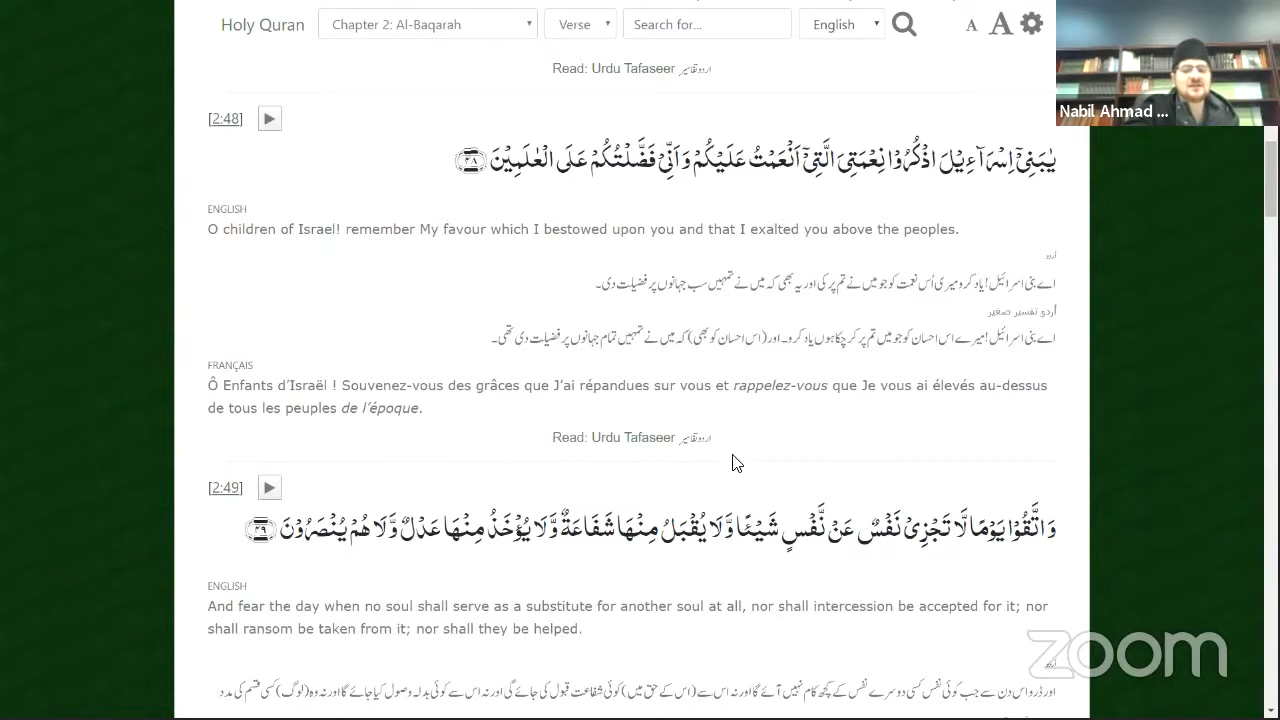 Holy Quran Chapter 2: Al-Baqarah Verse Search for... English A A
Read: Urdu Tafaseer اردو تفاسیر
[2:48]
يٰبَنِيْۤ اِسْرَآءِيْلَ اذْكُرُوْا نِعْمَتِيَ الَّتِيْۤ اَنْعَمْتُ عَلَيْكُمْ وَ اَنِّيْ فَضَّلْتُكُمْ عَلَى الْعٰلَمِيْنَ ﴿۴۸﴾
ENGLISH
O children of Israel! remember My favour which I bestowed upon you and that I exalted you above the peoples.
اُردو
اے بنی اسرائیل! یاد کرو میری اُس نعمت کو جو میں نے تم پر کی اور یہ بھی کہ میں نے تمہیں سب جہانوں پر فضیلت دی۔
اُردو تفسیر صغیر
اے بنی اسرائیل! میرے اس احسان کو جو میں تم پر کر چکا ہوں یاد کرو۔ اور (اس احسان کو بھی) کہ میں نے تمہیں تمام جہانوں پر فضیلت دی تھی۔
FRANÇAIS
Ô Enfants d’Israël ! Souvenez-vous des grâces que J’ai répandues sur vous et rappelez-vous que Je vous ai élevés au-dessus
de tous les peuples de l’époque.
Read: Urdu Tafaseer اردو تفاسیر
[2:49]
وَ اتَّقُوْا يَوْمًا لَّا تَجْزِيْ نَفْسٌ عَنْ نَّفْسٍ شَيْـًٔا وَّ لَا يُقْبَلُ مِنْهَا شَفَاعَةٌ وَّ لَا يُؤْخَذُ مِنْهَا عَدْلٌ وَّ لَا هُمْ يُنْصَرُوْنَ ﴿۴۹﴾
ENGLISH
And fear the day when no soul shall serve as a substitute for another soul at all, nor shall intercession be accepted for it; nor
shall ransom be taken from it; nor shall they be helped.
اُردو
اور ڈرو اس دن سے جب کوئی نفس کسی دوسرے نفس کے کچھ کام نہیں آئے گا اور نہ اس سے (اس کے حق میں) کوئی شفاعت قبول کی جائے گی اور نہ اس سے کوئی بدلہ وصول کیا جائے گا اور نہ وہ (لوگ) کسی قسم کی مدد
Nabil Ahmad ...
zoom